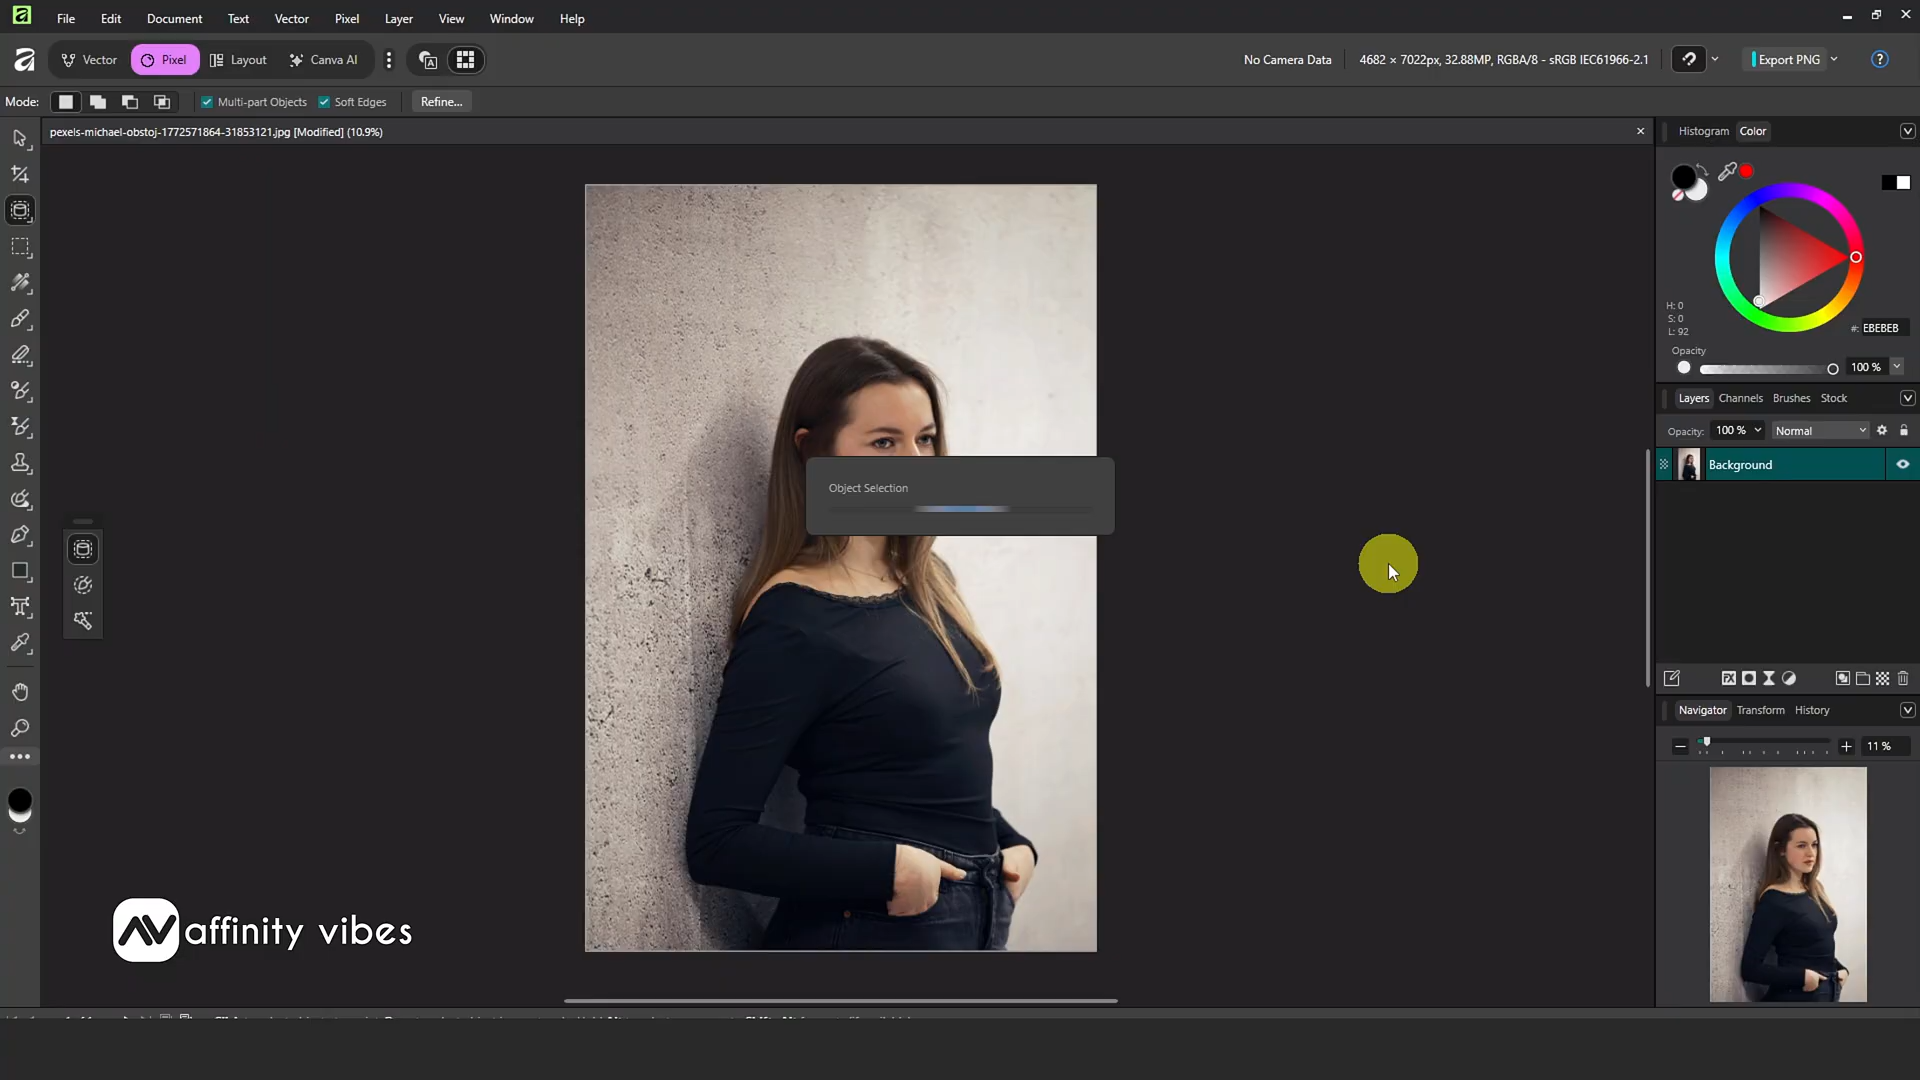 File Edit Document Text Vector Pixel Layer View Window Help
Vector Pixel Layout Canva AI No Camera Data 4682 × 7022px, 32.88MP, RGBA/8 - sRGB IEC61966-2.1 Export PNG ?
Mode: Multi-part Objects Soft Edges Refine...
pexels-michael-obstoj-1772571864-31853121.jpg [Modified] (10.9%)
Histogram Color
H: 0
S: 0
L: 92
#: EBEBEB
Opacity
100 %
Layers Channels Brushes Stock
Opacity: 100 % Normal
Background
Object Selection
Navigator Transform History
11 %
AV affinity vibes